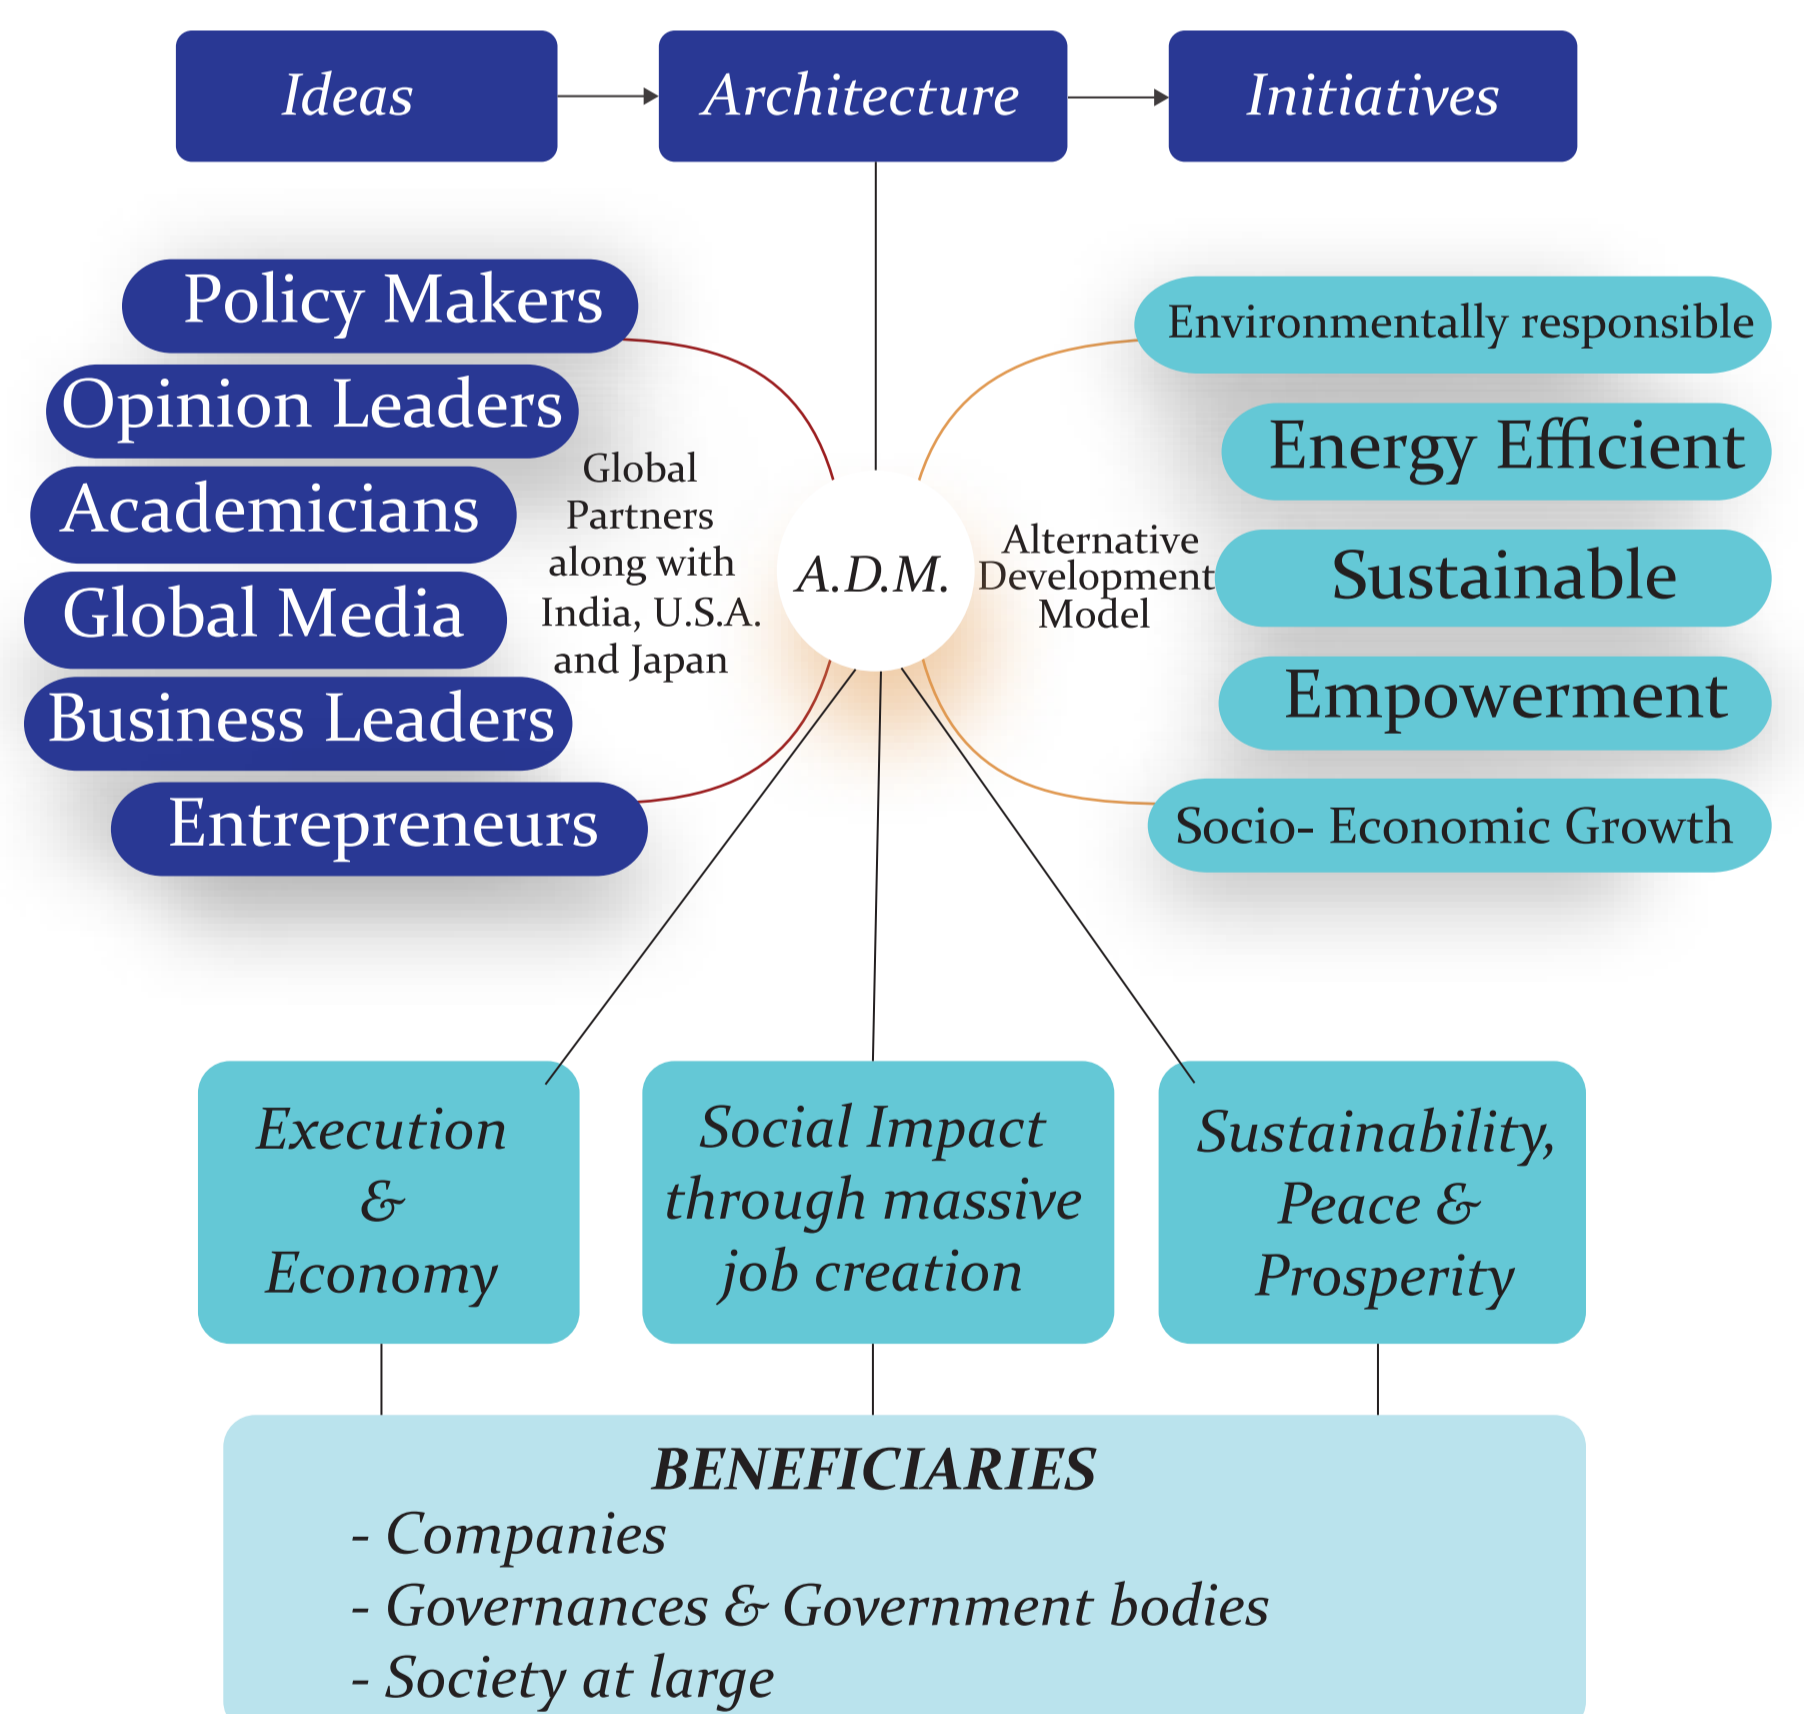 Ideas
Architecture
Initiatives
Policy Makers
Opinion Leaders
Academicians
Global Media
Business Leaders
Entrepreneurs
Global
Partners
along with
India, U.S.A.
and Japan
A.D.M.
Alternative
Development
Model
Environmentally responsible
Energy Efficient
Sustainable
Empowerment
Socio- Economic Growth
Execution
&
Economy
Social Impact
through massive
job creation
Sustainability,
Peace &
Prosperity
BENEFICIARIES
- Companies
- Governances & Government bodies
- Society at large